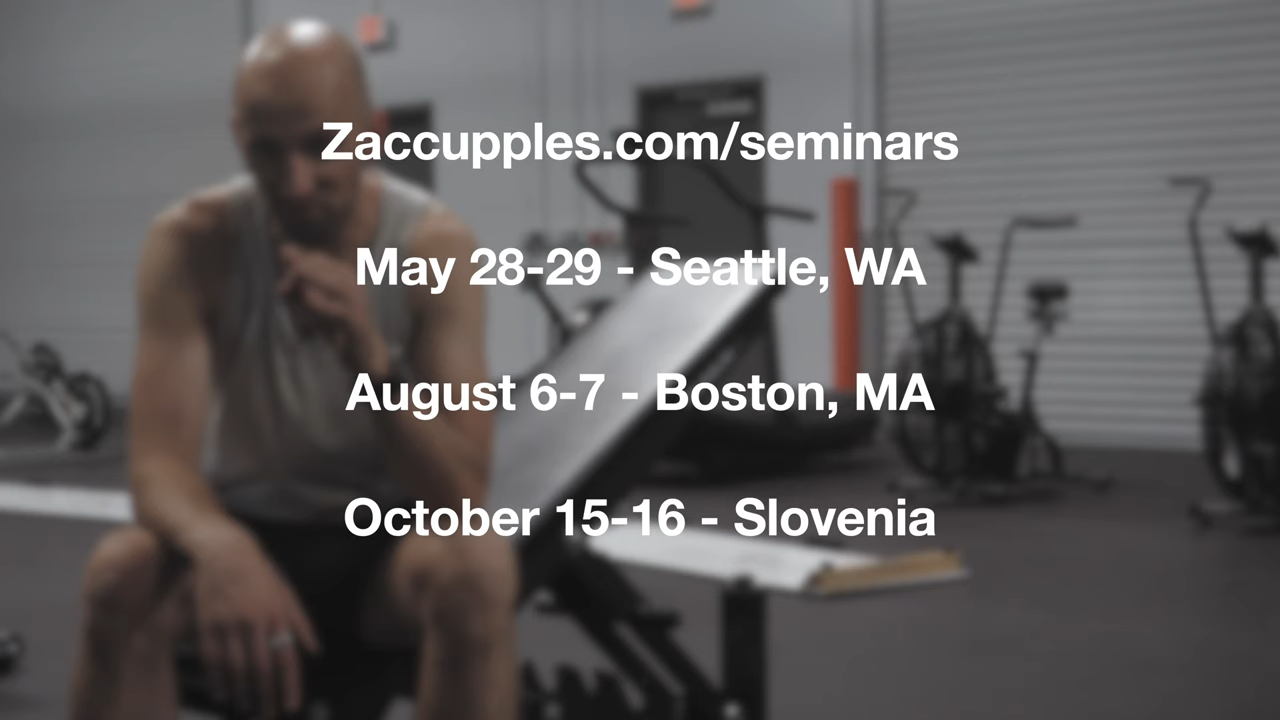 Zaccupples.com/seminars
May 28-29 - Seattle, WA
August 6-7 - Boston, MA
October 15-16 - Slovenia